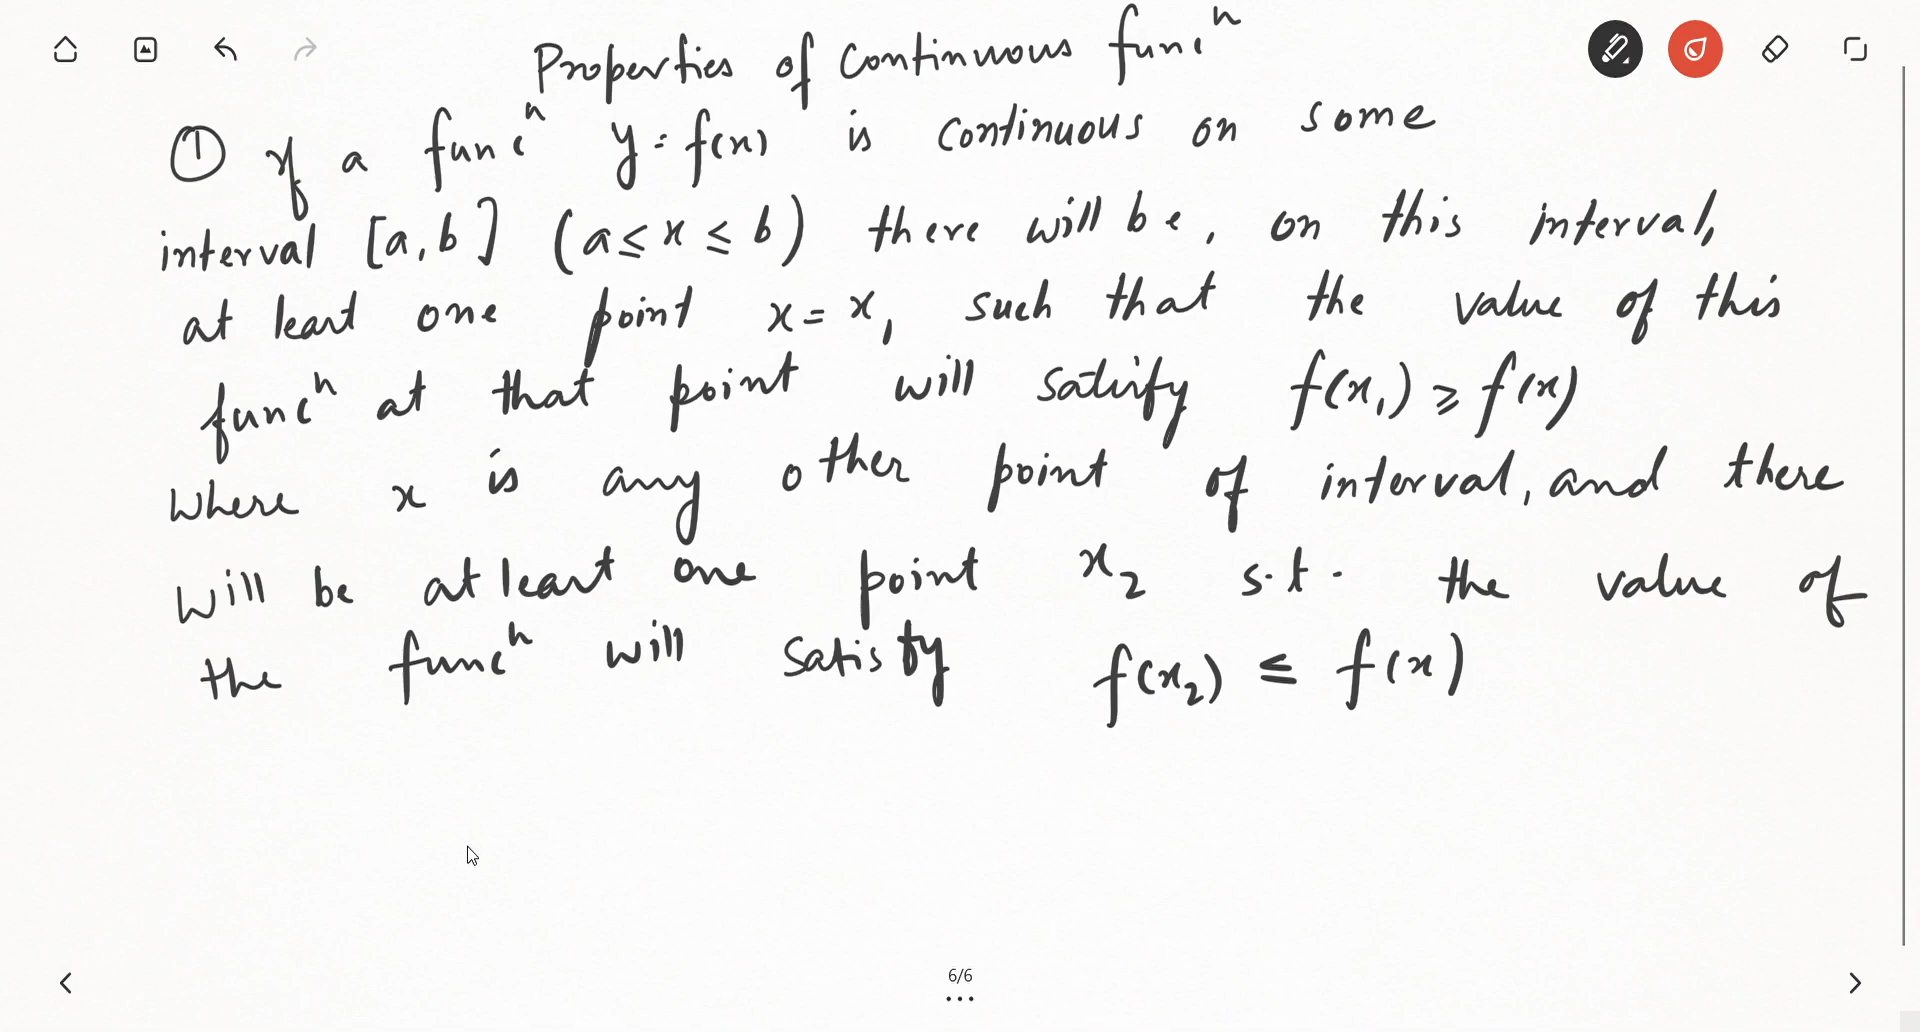 Properties of Continuous funcⁿ
① If a funcⁿ y = f(x) is continuous on some
interval [a, b] (a ≤ x ≤ b) there will be, on this interval,
at least one point x = x₁ such that the value of this
funcⁿ at that point will satisfy f(x₁) ≥ f(x)
where x is any other point of interval, and there
will be at least one point x₂ s.t. the value of
the funcⁿ will satisfy f(x₂) ≤ f(x)
6/6